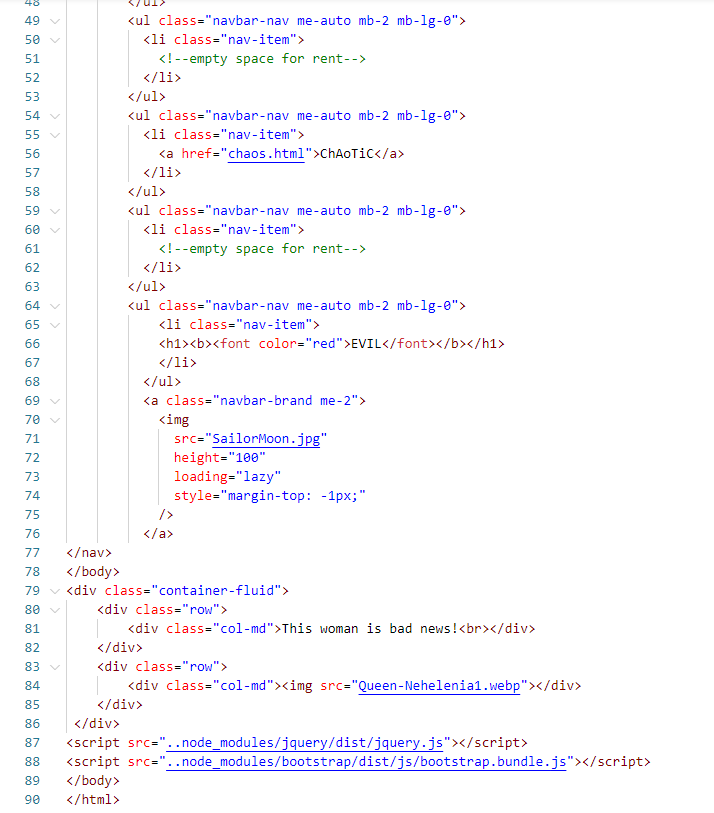 48 </ul>
49 <ul class="navbar-nav me-auto mb-2 mb-lg-0">
50 <li class="nav-item">
51 <!--empty space for rent-->
52 </li>
53 </ul>
54 <ul class="navbar-nav me-auto mb-2 mb-lg-0">
55 <li class="nav-item">
56 <a href="chaos.html">ChAoTiC</a>
57 </li>
58 </ul>
59 <ul class="navbar-nav me-auto mb-2 mb-lg-0">
60 <li class="nav-item">
61 <!--empty space for rent-->
62 </li>
63 </ul>
64 <ul class="navbar-nav me-auto mb-2 mb-lg-0">
65 <li class="nav-item">
66 <h1><b><font color="red">EVIL</font></b></h1>
67 </li>
68 </ul>
69 <a class="navbar-brand me-2">
70 <img
71 src="SailorMoon.jpg"
72 height="100"
73 loading="lazy"
74 style="margin-top: -1px;"
75 />
76 </a>
77 </nav>
78 </body>
79 <div class="container-fluid">
80 <div class="row">
81 <div class="col-md">This woman is bad news!<br></div>
82 </div>
83 <div class="row">
84 <div class="col-md"><img src="Queen-Nehelenia1.webp"></div>
85 </div>
86 </div>
87 <script src="..node_modules/jquery/dist/jquery.js"></script>
88 <script src="..node_modules/bootstrap/dist/js/bootstrap.bundle.js"></script>
89 </body>
90 </html>